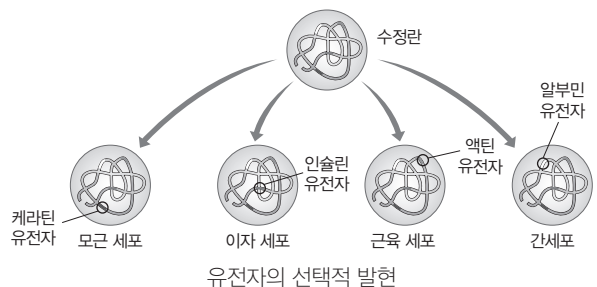 수정란
알부민
유전자
인슐린
유전자
액틴
유전자
케라틴
유전자
모근 세포
이자 세포
근육 세포
간세포
유전자의 선택적 발현